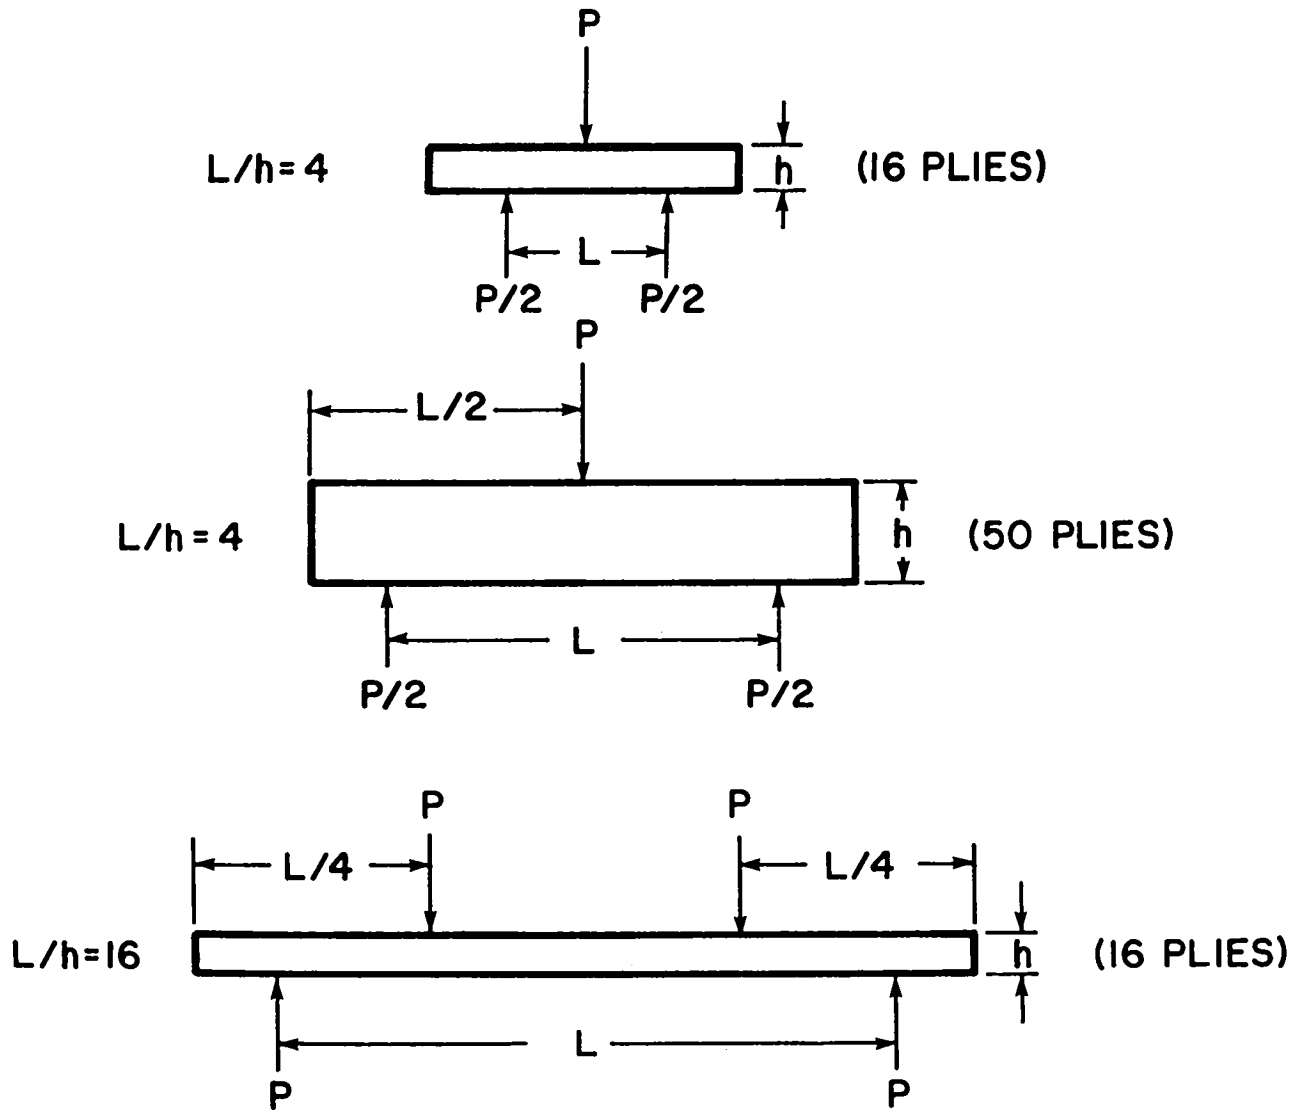 P
L/h=4
h
(16 PLIES)
L
P/2
P/2
P
L/2
L/h=4
h
(50 PLIES)
L
P/2
P/2
P
P
L/4
L/4
L/h=16
h
(16 PLIES)
L
P
P